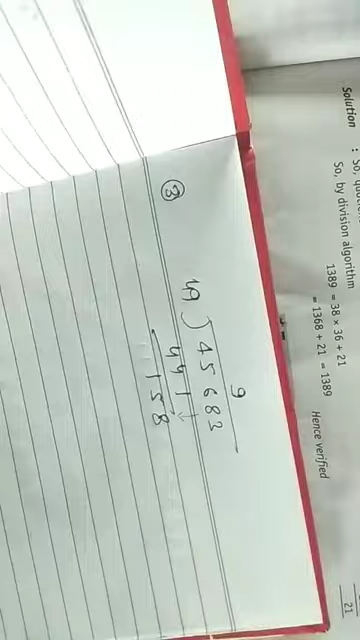 Solution : So,
So, by division algorithm
1389 = 38 × 36 + 21
= 1368 + 21 = 1389
Hence verified
21
③
9
49 ) 45683
441 ↓
158